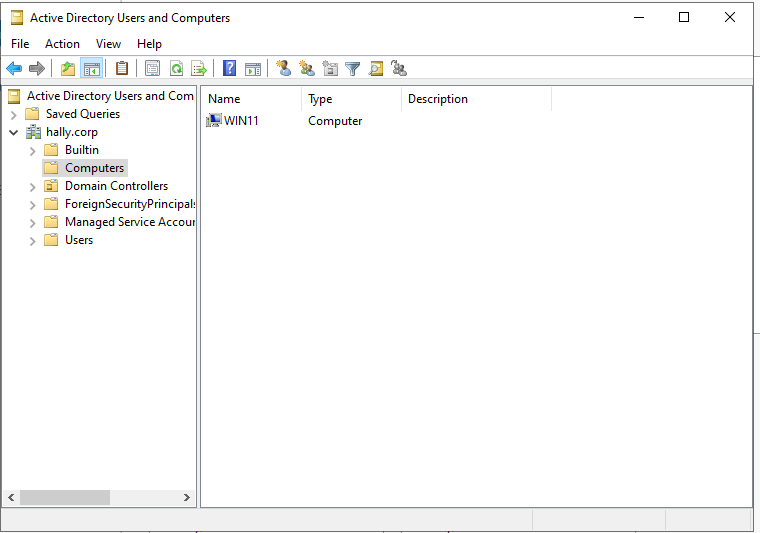 Active Directory Users and Computers
File Action View Help
Active Directory Users and Com
Saved Queries
hally.corp
Builtin
Computers
Domain Controllers
ForeignSecurityPrincipals
Managed Service Accour
Users
Name Type Description
WIN11 Computer